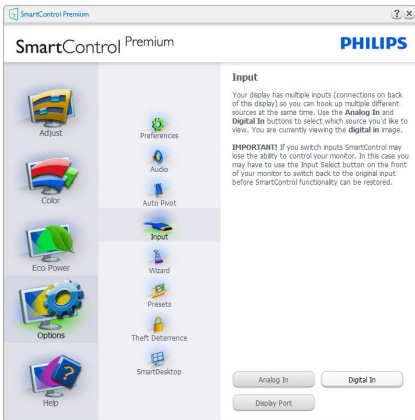 SmartControl Premium
SmartControl Premium
PHILIPS
Adjust
Color
Eco Power
Options
Help
Preferences
Audio
Auto Pivot
Input
Wizard
Presets
Theft Deterrence
SmartDesktop
Input
Your display has multiple inputs (connections on back
of this display) so you can hook up multiple different
sources at the same time. Use the Analog In and
Digital In buttons to select which source you'd like to
view. You are currently viewing the digital in image.
IMPORTANT! If you switch inputs SmartControl may
lose the abilty to control your monitor. In this case you
may have to use the Input Select button on the front
of your monitor to switch back to the original input
before SmartControl functionality can be restored.
Analog In
Digital In
Display Port